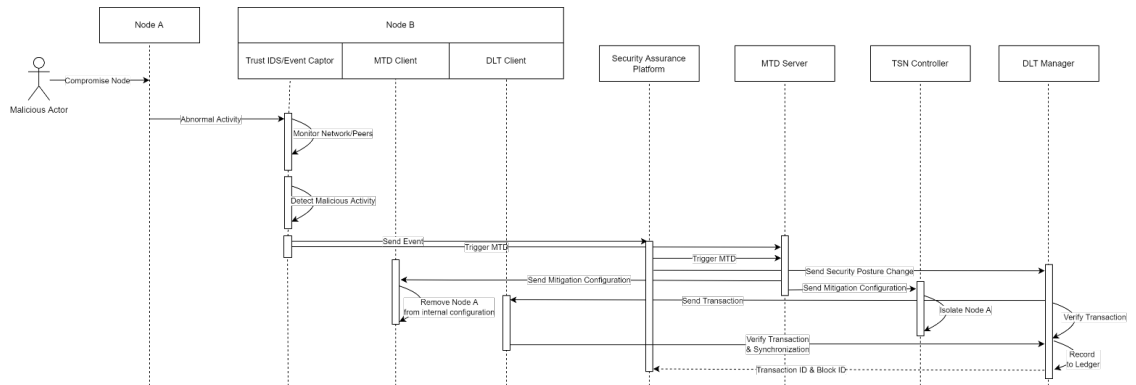 Node A
Node B
Trust IDS/Event Captor
MTD Client
DLT Client
Security Assurance
Platform
MTD Server
TSN Controller
DLT Manager
Malicious Actor
Compromise Node
Abnormal Activity
Monitor Network/Peers
Detect Malicious Activity
Send Event
Trigger MTD
Trigger MTD
Send Security Posture Change
Send Mitigation Configuration
Send Mitigation Configuration
Remove Node A
from internal configuration
Send Transaction
Isolate Node A
Verify Transaction
Verify Transaction
& Synchronization
Record
to Ledger
Transaction ID & Block ID